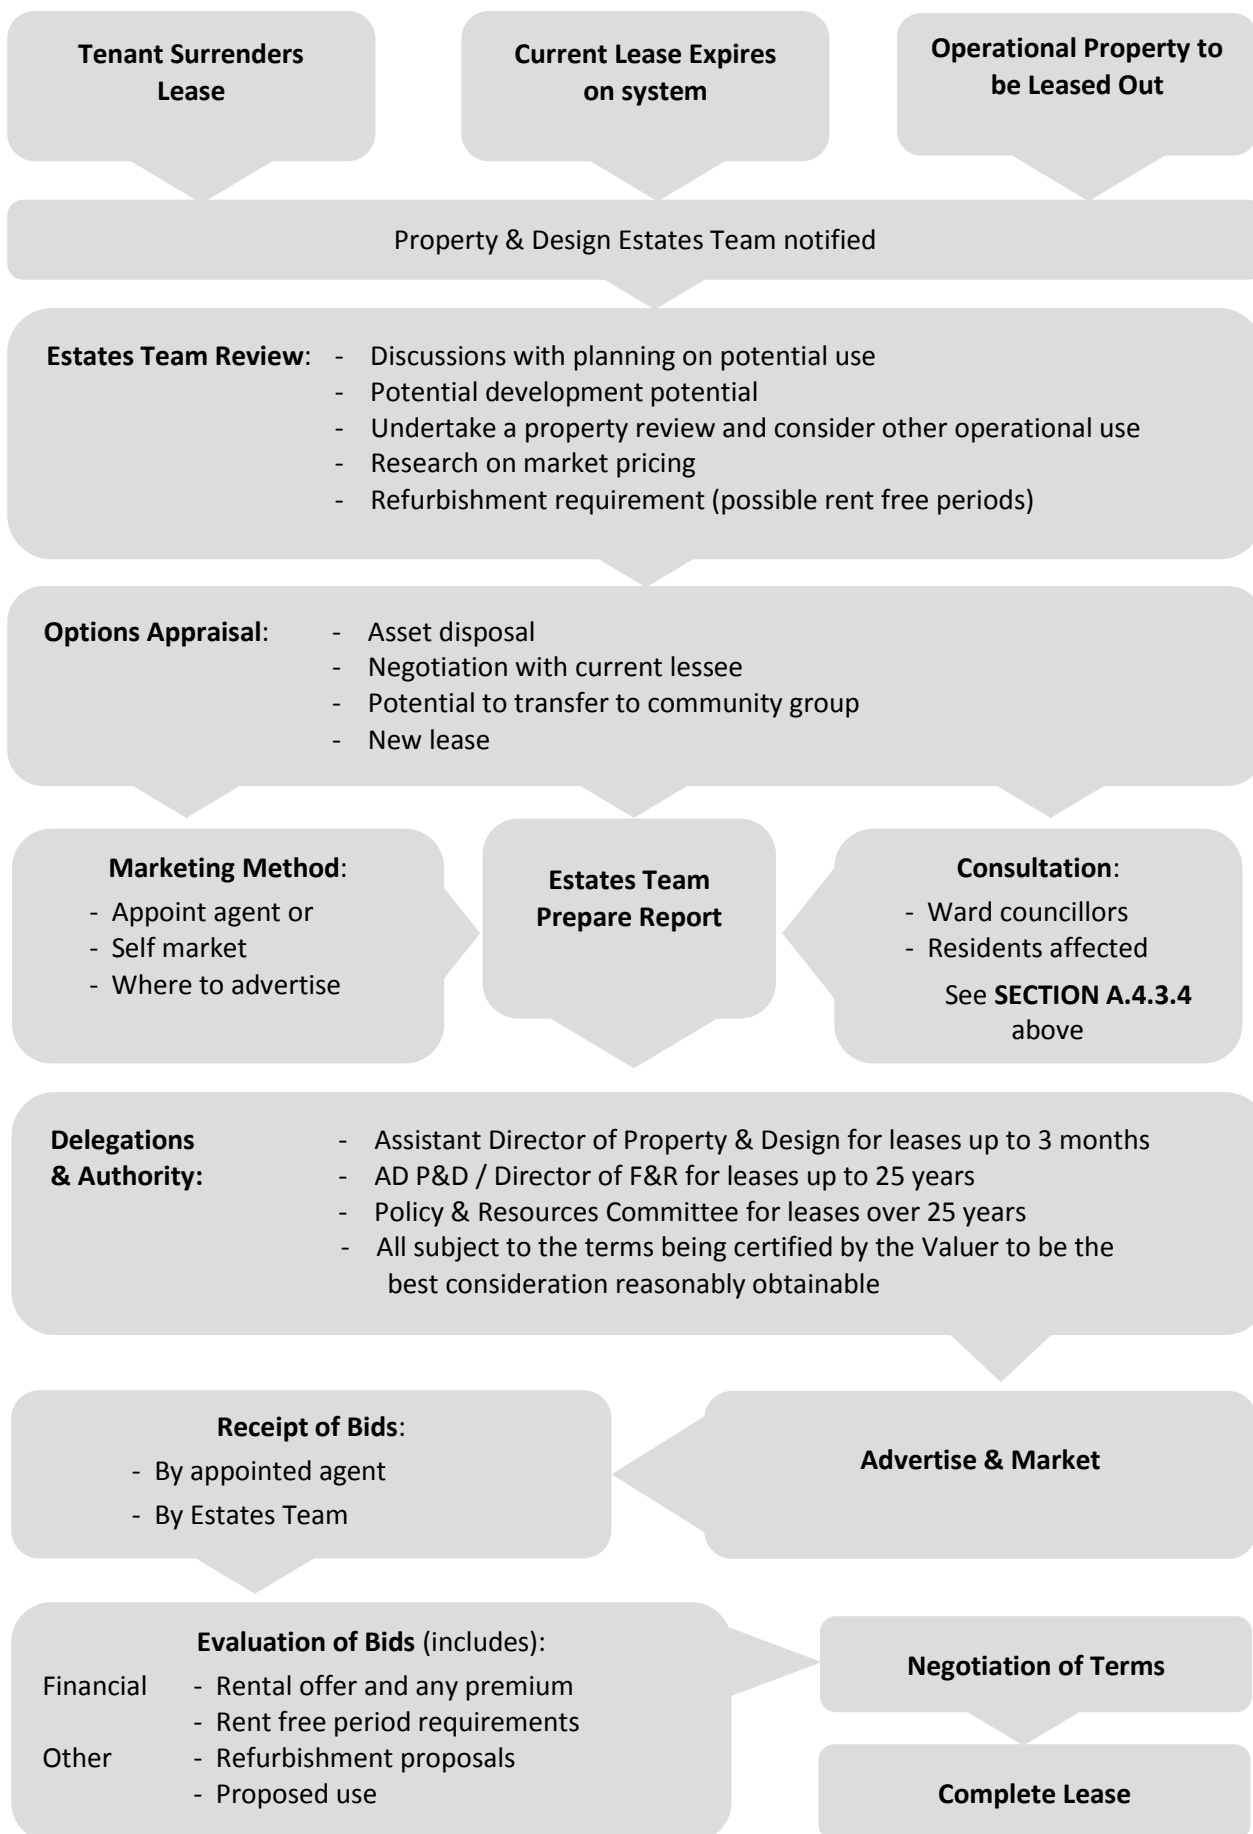 Tenant Surrenders
Lease
Current Lease Expires
on system
Operational Property to
be Leased Out
Property & Design Estates Team notified
Estates Team Review: - Discussions with planning on potential use
- Potential development potential
- Undertake a property review and consider other operational use
- Research on market pricing
- Refurbishment requirement (possible rent free periods)
Options Appraisal: - Asset disposal
- Negotiation with current lessee
- Potential to transfer to community group
- New lease
Marketing Method:
- Appoint agent or
- Self market
- Where to advertise
Estates Team
Prepare Report
Consultation:
- Ward councillors
- Residents affected
See SECTION A.4.3.4
above
Delegations - Assistant Director of Property & Design for leases up to 3 months
& Authority: - AD P&D / Director of F&R for leases up to 25 years
- Policy & Resources Committee for leases over 25 years
- All subject to the terms being certified by the Valuer to be the
best consideration reasonably obtainable
Receipt of Bids:
- By appointed agent
- By Estates Team
Advertise & Market
Evaluation of Bids (includes):
Financial - Rental offer and any premium
- Rent free period requirements
Other - Refurbishment proposals
- Proposed use
Negotiation of Terms
Complete Lease